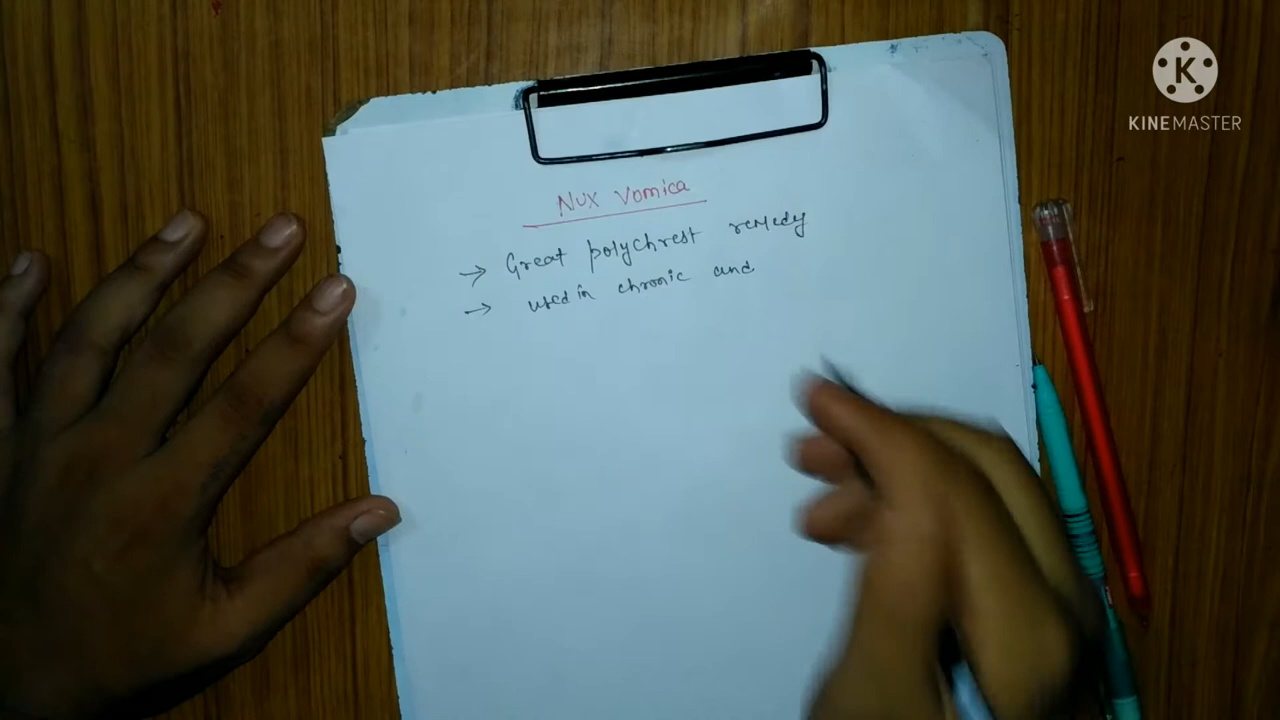 KINEMASTER
Nux Vomica
→ Great polychrest remedy
→ used in chronic and